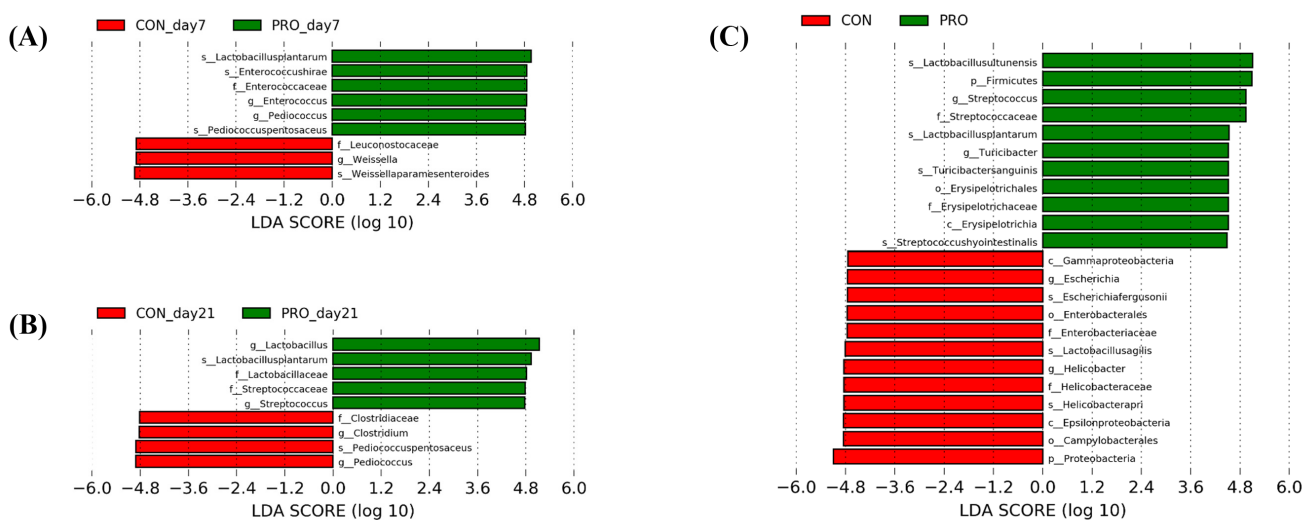 (A)
CON_day7 PRO_day7
s__Lactobacillusplantarum
s__Enterococcushirae
f__Enterococcaceae
g__Enterococcus
g__Pediococcus
s__Pediococcuspentosaceus
f__Leuconostocaceae
g__Weissella
s__Weissellaparamesenteroides
−6.0 −4.8 −3.6 −2.4 −1.2 0.0 1.2 2.4 3.6 4.8 6.0
LDA SCORE (log 10)
(B)
CON_day21 PRO_day21
g__Lactobacillus
s__Lactobacillusplantarum
f__Lactobacillaceae
f__Streptococcaceae
g__Streptococcus
f__Clostridiaceae
g__Clostridium
s__Pediococcuspentosaceus
g__Pediococcus
−6.0 −4.8 −3.6 −2.4 −1.2 0.0 1.2 2.4 3.6 4.8 6.0
LDA SCORE (log 10)
(C)
CON PRO
s__Lactobacillusultunensis
p__Firmicutes
g__Streptococcus
f__Streptococcaceae
s__Lactobacillusplantarum
g__Turicibacter
s__Turicibactersanguinis
o__Erysipelotrichales
f__Erysipelotrichaceae
c__Erysipelotrichia
s__Streptococcushyointestinalis
c__Gammaproteobacteria
g__Escherichia
s__Escherichiafergusonii
o__Enterobacterales
f__Enterobacteriaceae
s__Lactobacillusagilis
g__Helicobacter
f__Helicobacteraceae
s__Helicobacterapri
c__Epsilonproteobacteria
o__Campylobacterales
p__Proteobacteria
−6.0 −4.8 −3.6 −2.4 −1.2 0.0 1.2 2.4 3.6 4.8 6.0
LDA SCORE (log 10)